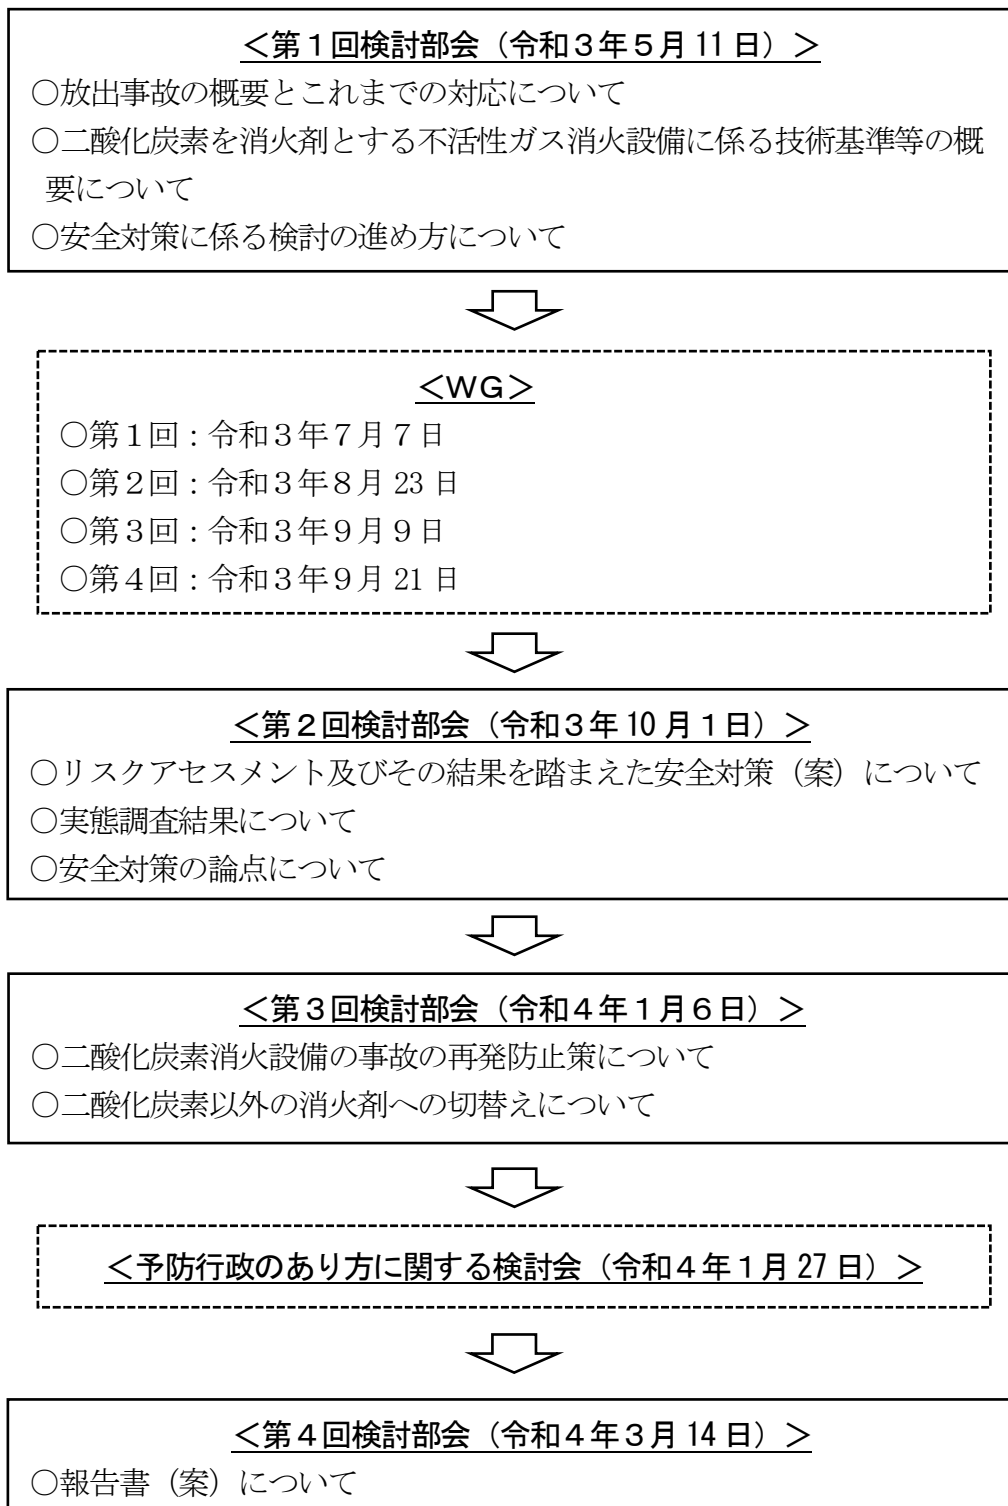 ＜第１回検討部会（令和３年５月 11 日）＞
○放出事故の概要とこれまでの対応について
○二酸化炭素を消火剤とする不活性ガス消火設備に係る技術基準等の概
要について
○安全対策に係る検討の進め方について
＜ＷＧ＞
○第１回：令和３年７月７日
○第２回：令和３年８月 23 日
○第３回：令和３年９月９日
○第４回：令和３年９月 21 日
＜第２回検討部会（令和３年 10 月１日）＞
○リスクアセスメント及びその結果を踏まえた安全対策（案）について
○実態調査結果について
○安全対策の論点について
＜第３回検討部会（令和４年１月６日）＞
○二酸化炭素消火設備の事故の再発防止策について
○二酸化炭素以外の消火剤への切替えについて
＜予防行政のあり方に関する検討会（令和４年１月 27 日）＞
＜第４回検討部会（令和４年３月 14 日）＞
○報告書（案）について